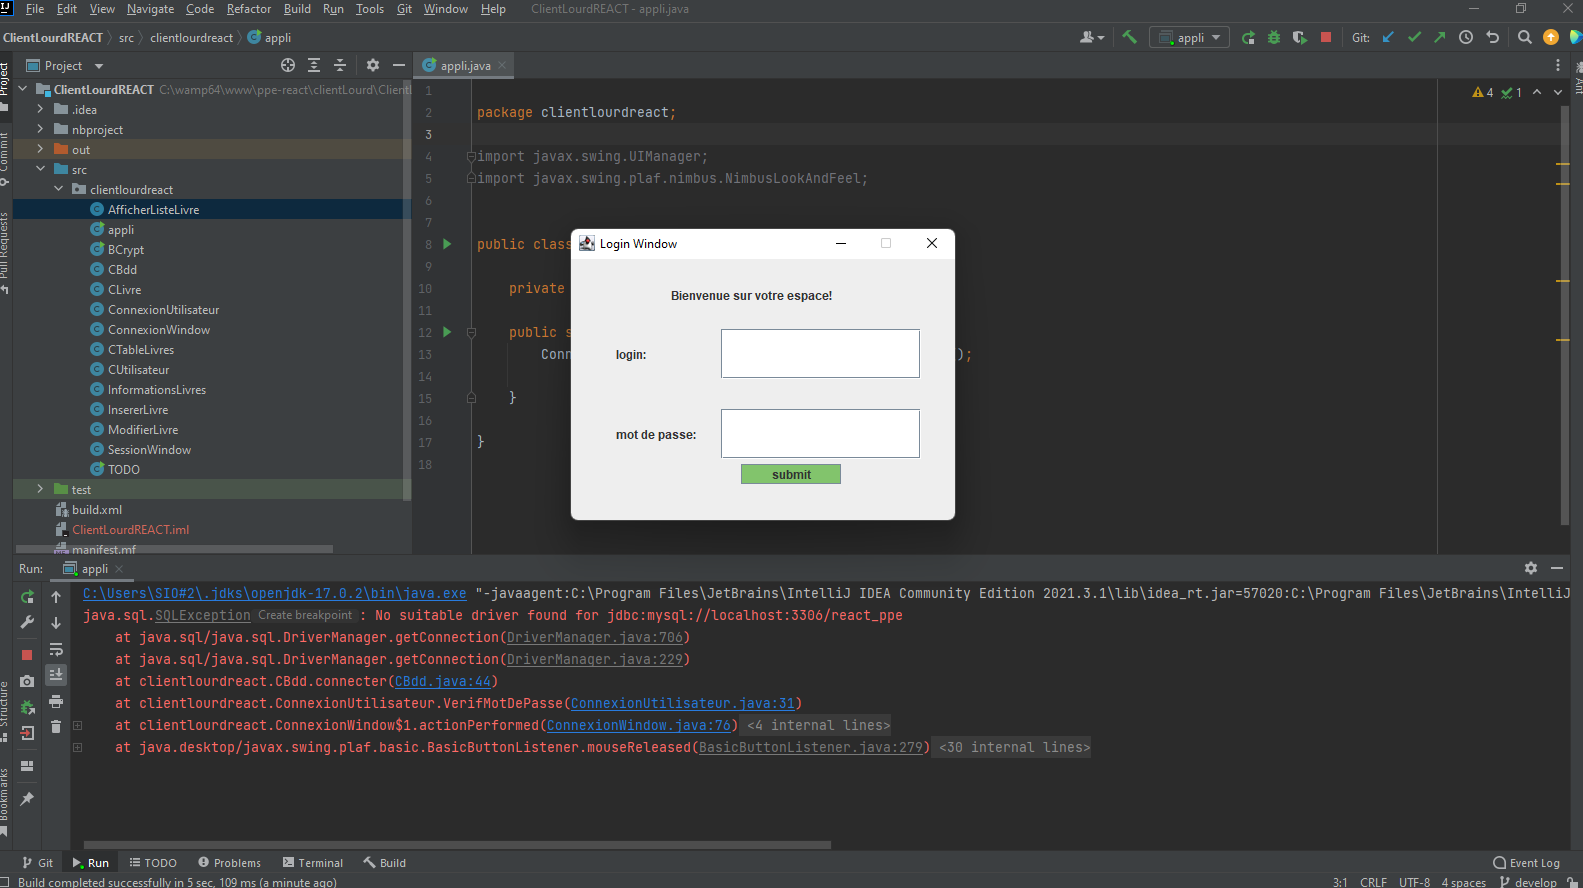 File Edit View Navigate Code Refactor Build Run Tools Git Window Help ClientLourdREACT - appli.java
ClientLourdREACT src clientlourdreact appli
appli Git:
Project
appli.java
ClientLourdREACT C:\wamp64\www\ppe-react\clientLourd\Client
.idea
nbproject
out
src
clientlourdreact
AfficherListeLivre
appli
BCrypt
CBdd
CLivre
ConnexionUtilisateur
ConnexionWindow
CTableLivres
CUtilisateur
InformationsLivres
InsererLivre
ModifierLivre
SessionWindow
TODO
test
build.xml
ClientLourdREACT.iml
manifest.mf
Project
Commit
Pull Requests
Structure
Bookmarks
Ant
4 1
1
2 package clientlourdreact;
3
4 import javax.swing.UIManager;
5 import javax.swing.plaf.nimbus.NimbusLookAndFeel;
6
7
8 public class
9
10 private
11
12 public s
13 Conn );
14
15 }
16
17 }
18
Login Window
Bienvenue sur votre espace!
login:
mot de passe:
submit
Run: appli
C:\Users\SIO#2\.jdks\openjdk-17.0.2\bin\java.exe "-javaagent:C:\Program Files\JetBrains\IntelliJ IDEA Community Edition 2021.3.1\lib\idea_rt.jar=57020:C:\Program Files\JetBrains\IntelliJ
java.sql.SQLException Create breakpoint : No suitable driver found for jdbc:mysql://localhost:3306/react_ppe
at java.sql/java.sql.DriverManager.getConnection(DriverManager.java:706)
at java.sql/java.sql.DriverManager.getConnection(DriverManager.java:229)
at clientlourdreact.CBdd.connecter(CBdd.java:44)
at clientlourdreact.ConnexionUtilisateur.VerifMotDePasse(ConnexionUtilisateur.java:31)
at clientlourdreact.ConnexionWindow$1.actionPerformed(ConnexionWindow.java:76) <4 internal lines>
at java.desktop/javax.swing.plaf.basic.BasicButtonListener.mouseReleased(BasicButtonListener.java:279) <30 internal lines>
Git Run TODO Problems Terminal Build Event Log
Build completed successfully in 5 sec, 109 ms (a minute ago) 3:1 CRLF UTF-8 4 spaces develop